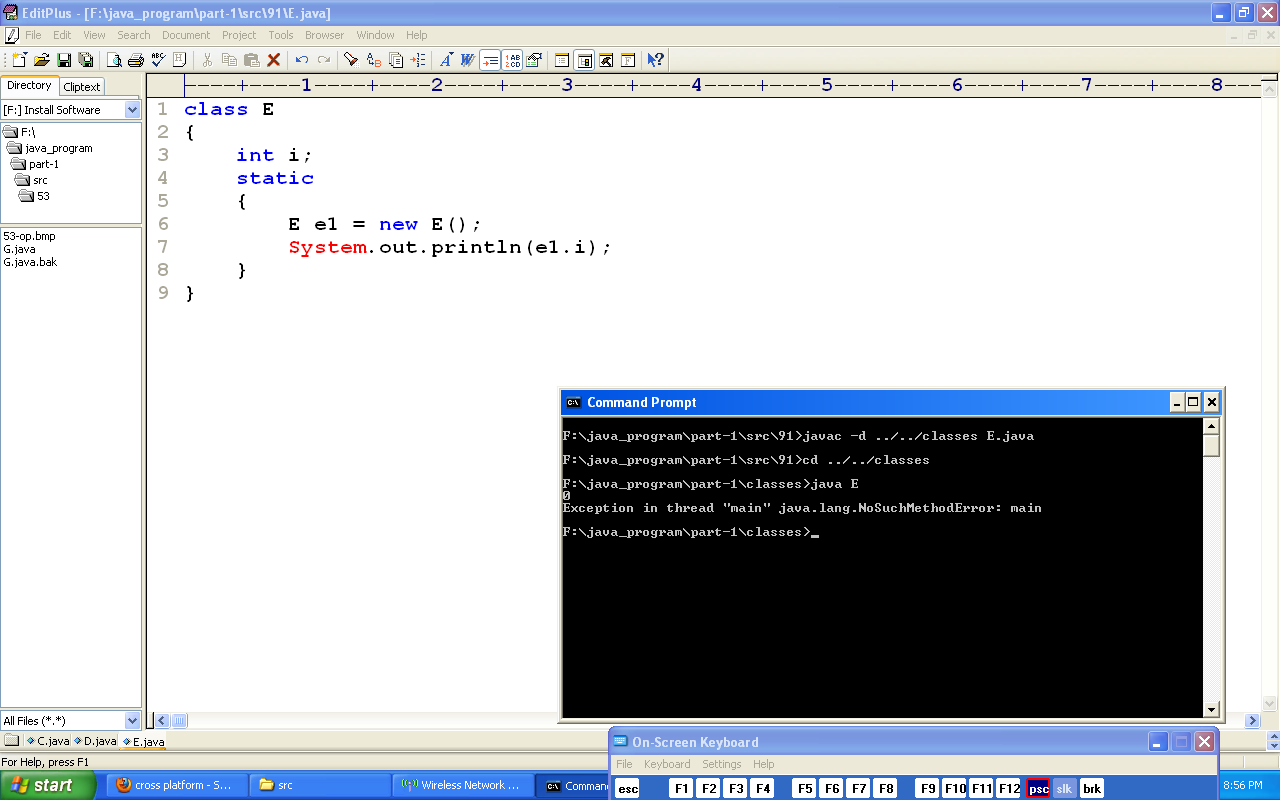 EditPlus - [F:\java_program\part-1\src\91\E.java]
File Edit View Search Document Project Tools Browser Window Help
Directory Cliptext
[F:] Install Software
F:\
java_program
part-1
src
53
53-op.bmp
G.java
G.java.bak
All Files (*.*)
----+----1----+----2----+----3----+----4----+----5----+----6----+----7----+----8---
1 class E
2 {
3 int i;
4 static
5 {
6 E e1 = new E();
7 System.out.println(e1.i);
8 }
9 }
Command Prompt
F:\java_program\part-1\src\91>javac -d ../../classes E.java
F:\java_program\part-1\src\91>cd ../../classes
F:\java_program\part-1\classes>java E
0
Exception in thread "main" java.lang.NoSuchMethodError: main
F:\java_program\part-1\classes>_
C.java D.java E.java
For Help, press F1
On-Screen Keyboard
File Keyboard Settings Help
esc F1 F2 F3 F4 F5 F6 F7 F8 F9 F10 F11 F12 psc slk brk
start cross platform - S... src Wireless Network ... Comman 8:56 PM